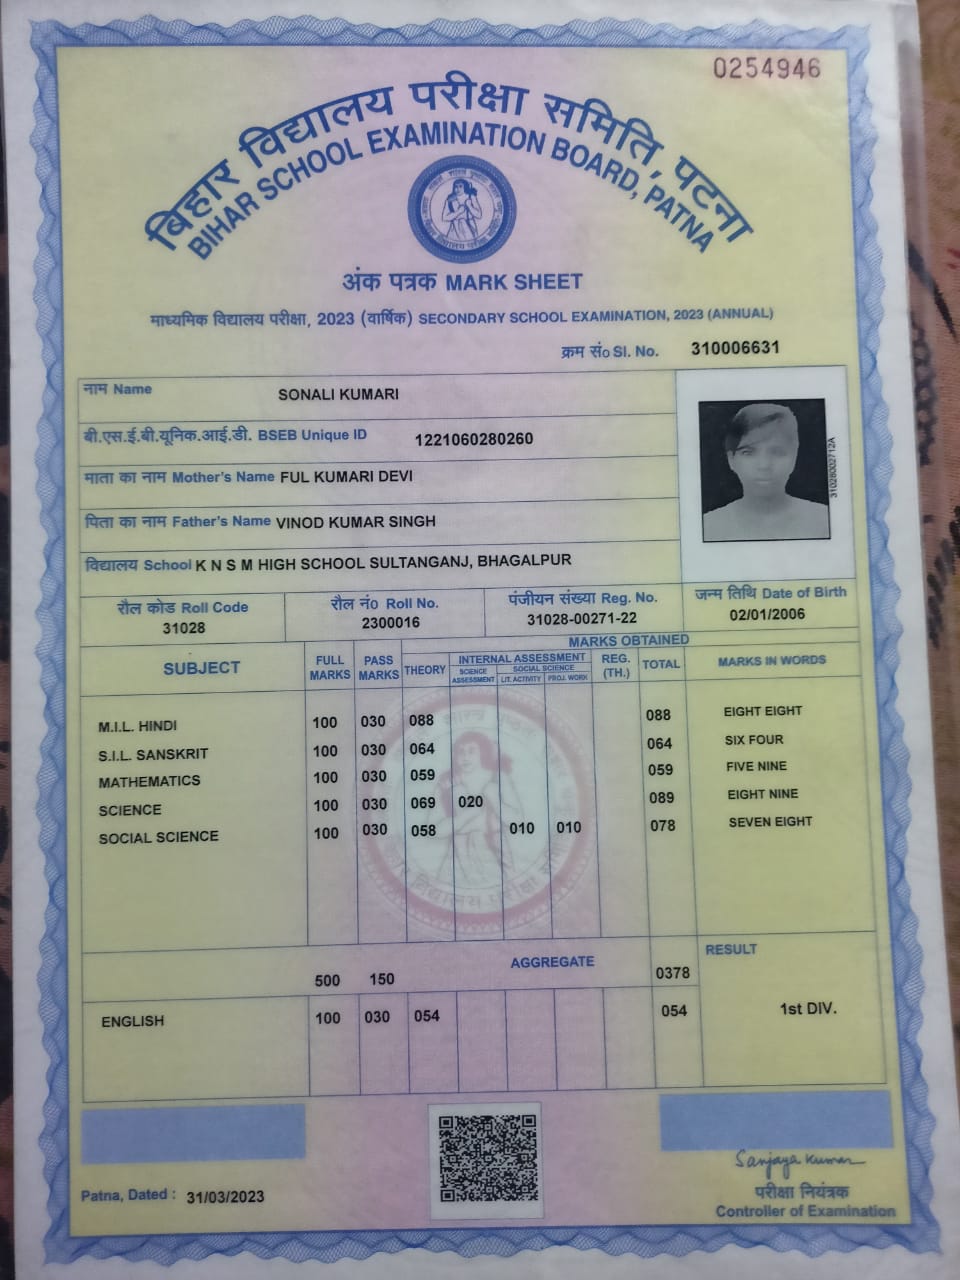 0254946
बिहार विद्यालय परीक्षा समिति, पटना
BIHAR SCHOOL EXAMINATION BOARD, PATNA
अंक पत्रक MARK SHEET
माध्यमिक विद्यालय परीक्षा, 2023 (वार्षिक) SECONDARY SCHOOL EXAMINATION, 2023 (ANNUAL)
क्रम सं० Sl. No. 310006631
नाम Name SONALI KUMARI
बी.एस.ई.बी.यूनिक.आई.डी. BSEB Unique ID 1221060280260
माता का नाम Mother's Name FUL KUMARI DEVI
पिता का नाम Father's Name VINOD KUMAR SINGH
विद्यालय School K N S M HIGH SCHOOL SULTANGANJ, BHAGALPUR
310280002712A
रौल कोड Roll Code रौल नं० Roll No. पंजीयन संख्या Reg. No. जन्म तिथि Date of Birth
31028 2300016 31028-00271-22 02/01/2006
MARKS OBTAINED
SUBJECT FULL MARKS PASS MARKS THEORY INTERNAL ASSESSMENT SCIENCE ASSESSMENT SOCIAL SCIENCE LIT. ACTIVITY PROJ. WORK REG. (TH.) TOTAL MARKS IN WORDS
M.I.L. HINDI 100 030 088 088 EIGHT EIGHT
S.I.L. SANSKRIT 100 030 064 064 SIX FOUR
MATHEMATICS 100 030 059 059 FIVE NINE
SCIENCE 100 030 069 020 089 EIGHT NINE
SOCIAL SCIENCE 100 030 058 010 010 078 SEVEN EIGHT
500 150 AGGREGATE 0378 RESULT
ENGLISH 100 030 054 054 1st DIV.
Sanjaya Kumar
Patna, Dated : 31/03/2023
परीक्षा नियंत्रक
Controller of Examination